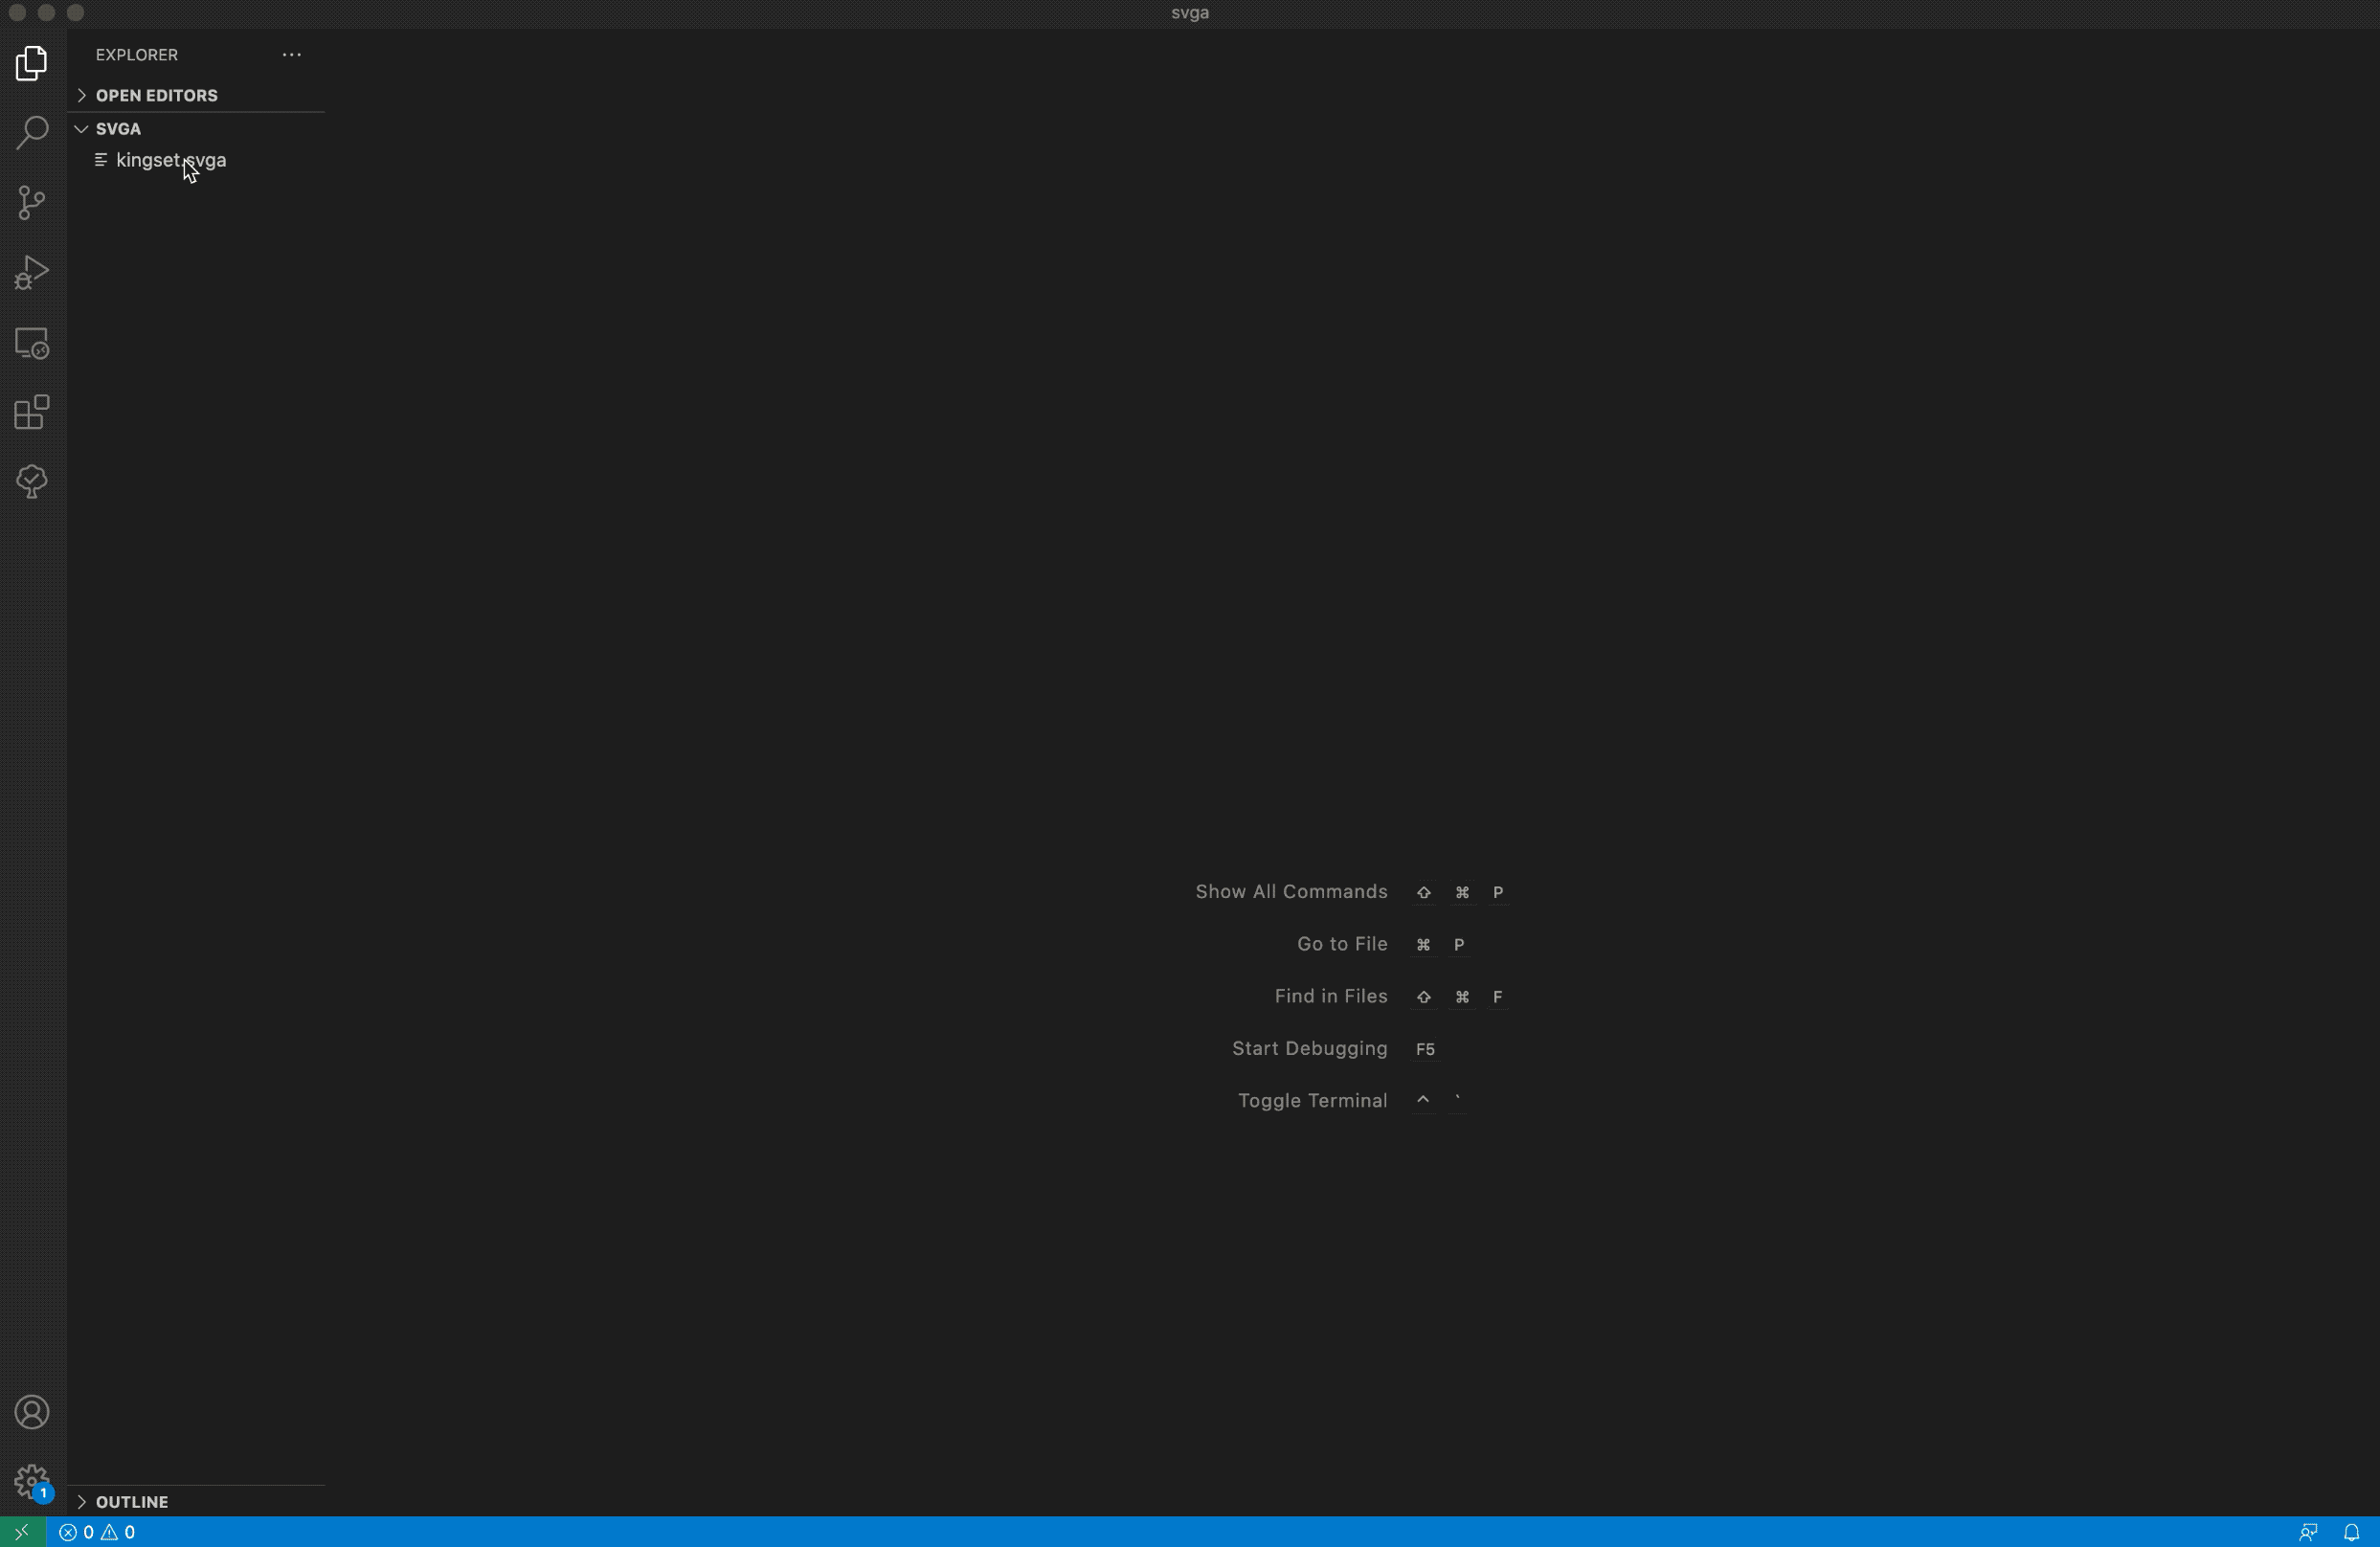 svga
EXPLORER
OPEN EDITORS
SVGA
kingset.svga
Show All Commands ⇧ ⌘ P
Go to File ⌘ P
Find in Files ⇧ ⌘ F
Start Debugging F5
Toggle Terminal ^ `
1
OUTLINE
0 0